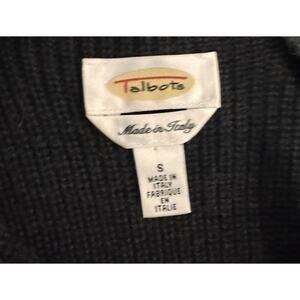 Talbots
Made in Italy
S
MADE IN
ITALY
FABRIQUE
EN
ITALIE